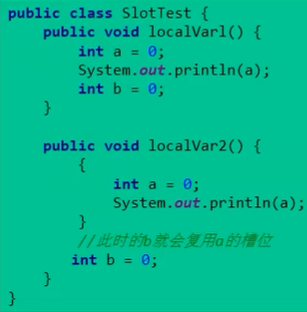 public class SlotTest {
public void localVarl() {
int a = 0;
System.out.println(a);
int b = 0;
}
public void localVar2() {
{
int a = 0;
System.out.println(a);
}
//此时的b就会复用a的槽位
int b = 0;
}
}